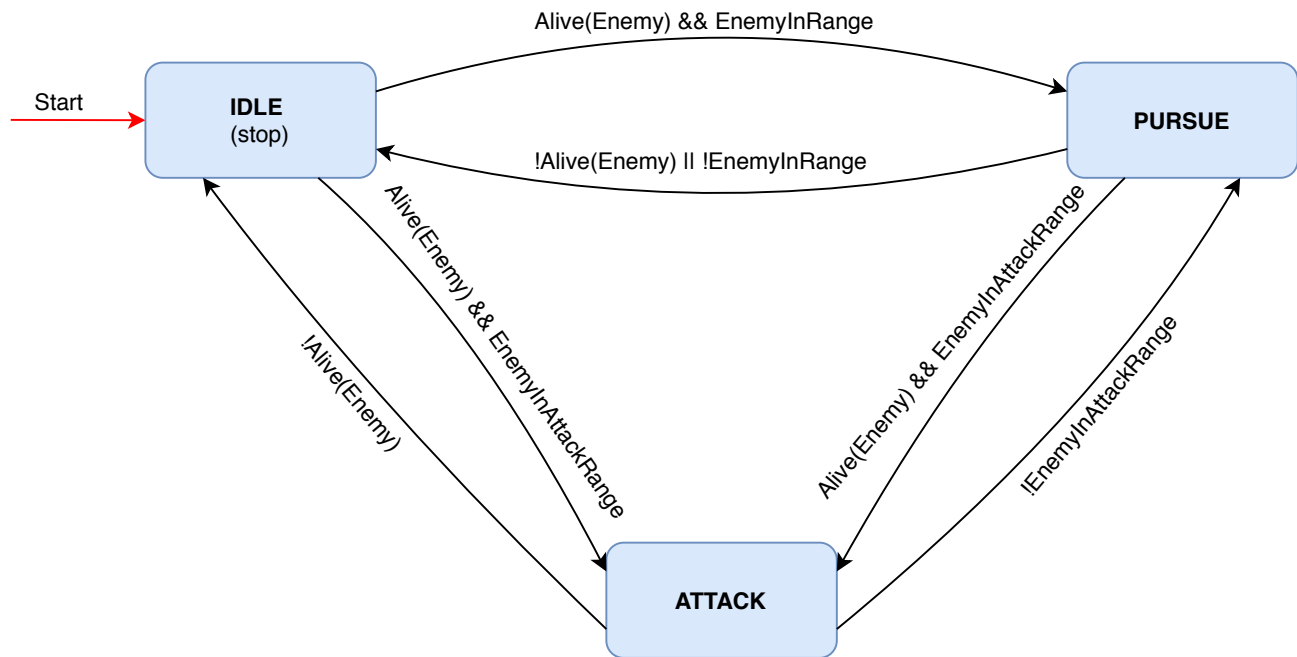 Alive(Enemy) && EnemyInRange
Start
IDLE
(stop)
PURSUE
!Alive(Enemy) || !EnemyInRange
Alive(Enemy) && EnemyInAttackRange
Alive(Enemy) && EnemyInAttackRange
!Alive(Enemy)
!EnemyInAttackRange
ATTACK